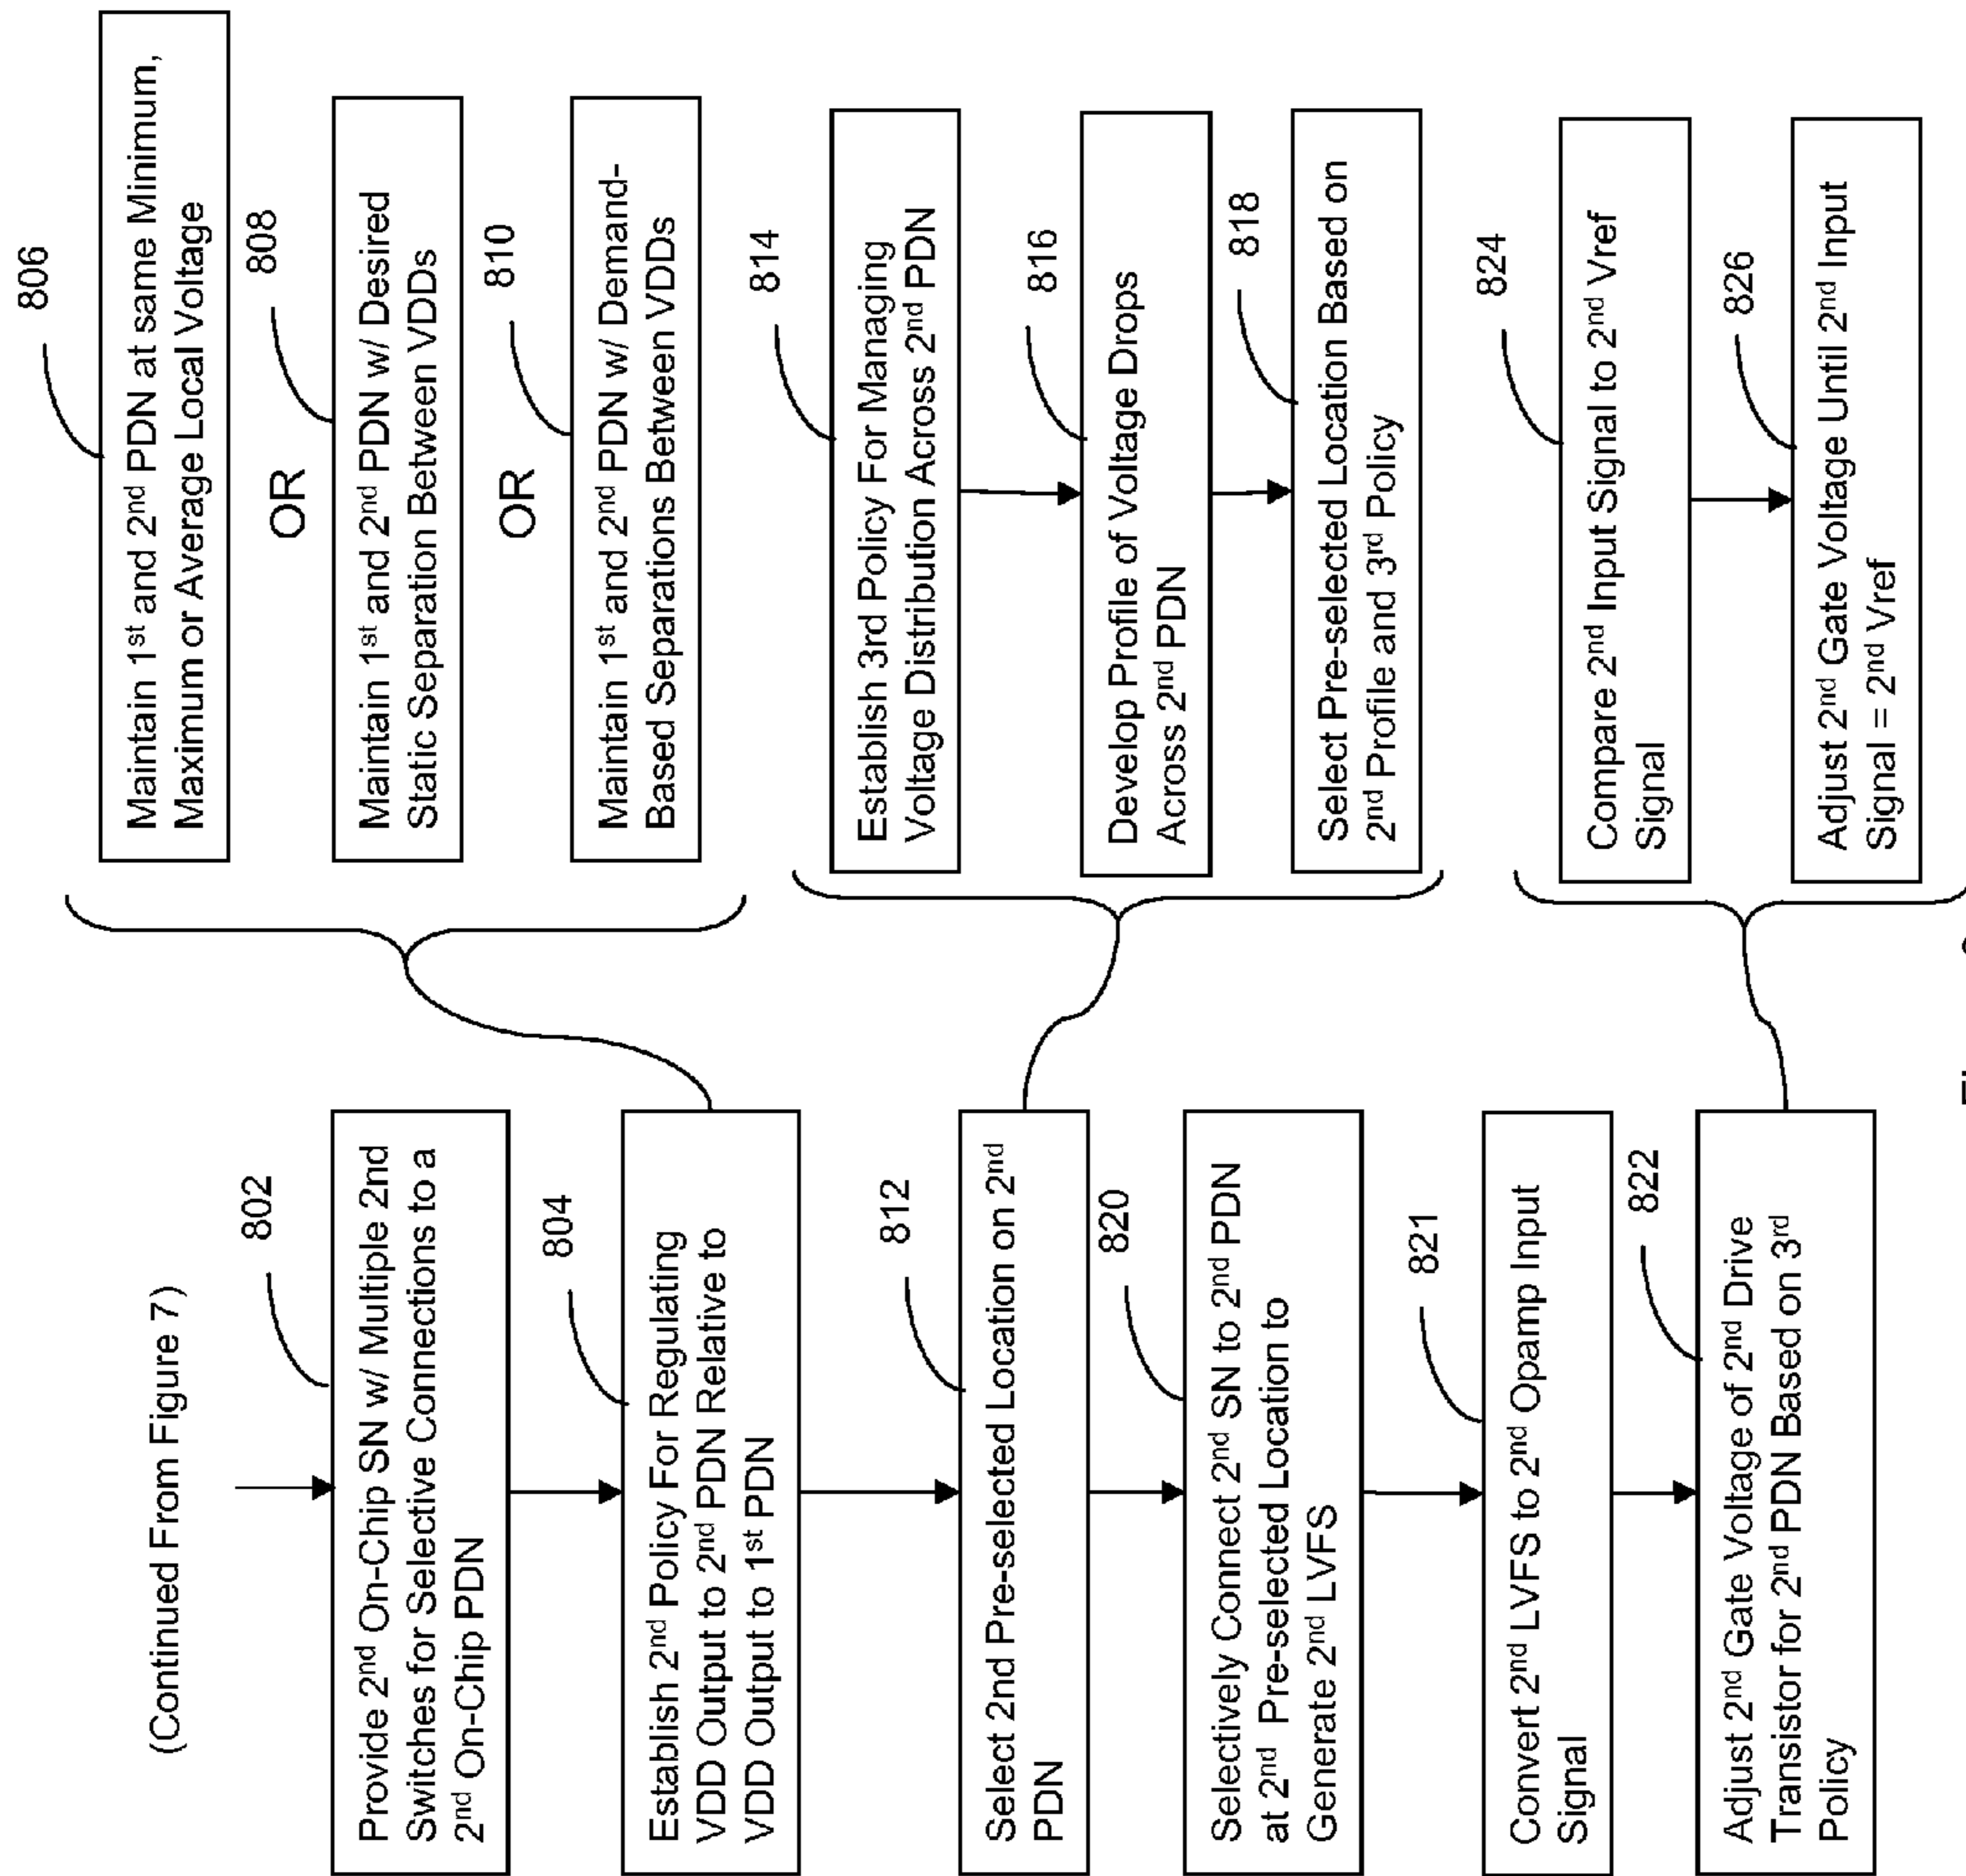 (Continued From Figure 7)
802
Provide 2nd On-Chip SN w/ Multiple 2nd
Switches for Selective Connections to a
2nd On-Chip PDN
804
Establish 2nd Policy For Regulating
VDD Output to 2nd PDN Relative to
VDD Output to 1st PDN
806
Maintain 1st and 2nd PDN at same Minimum,
Maximum or Average Local Voltage
OR
808
Maintain 1st and 2nd PDN w/ Desired
Static Separation Between VDDs
OR
810
Maintain 1st and 2nd PDN w/ Demand-
Based Separations Between VDDs
812
Select 2nd Pre-selected Location on 2nd
PDN
814
Establish 3rd Policy For Managing
Voltage Distribution Across 2nd PDN
816
Develop Profile of Voltage Drops
Across 2nd PDN
818
Select Pre-selected Location Based on
2nd Profile and 3rd Policy
820
Selectively Connect 2nd SN to 2nd PDN
at 2nd Pre-selected Location to
Generate 2nd LVFS
821
Convert 2nd LVFS to 2nd Opamp Input
Signal
822
Adjust 2nd Gate Voltage of 2nd Drive
Transistor for 2nd PDN Based on 3rd
Policy
824
Compare 2nd Input Signal to 2nd Vref
Signal
826
Adjust 2nd Gate Voltage Until 2nd Input
Signal = 2nd Vref